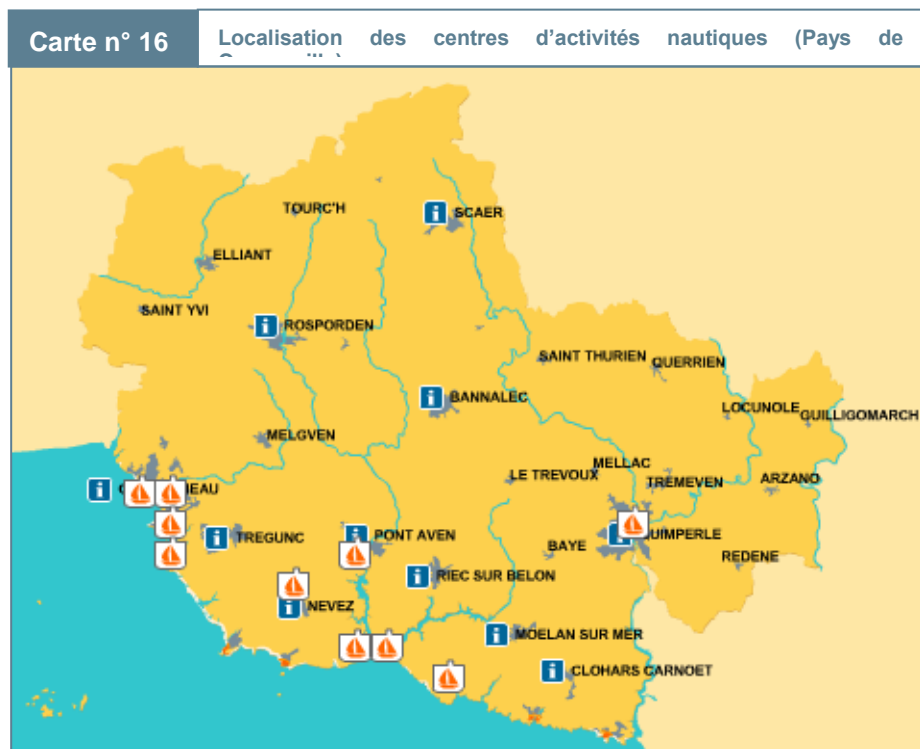 Carte n° 16
Localisation des centres d'activités nautiques (Pays de
TOURC'H
SCAER
ELLIANT
SAINT YVI
ROSPORDEN
SAINT THURIEN
QUERRIEN
BANNALEC
LOCUNOLE
GUILLIGOMARCH
MELGVEN
MELLAC
LE TREVOUX
TREMEVEN
ARZANO
TREGUNC
PONT AVEN
BAYE
REDENE
RIEC SUR BELON
NEVEZ
MOELAN SUR MER
CLOHARS CARNOET